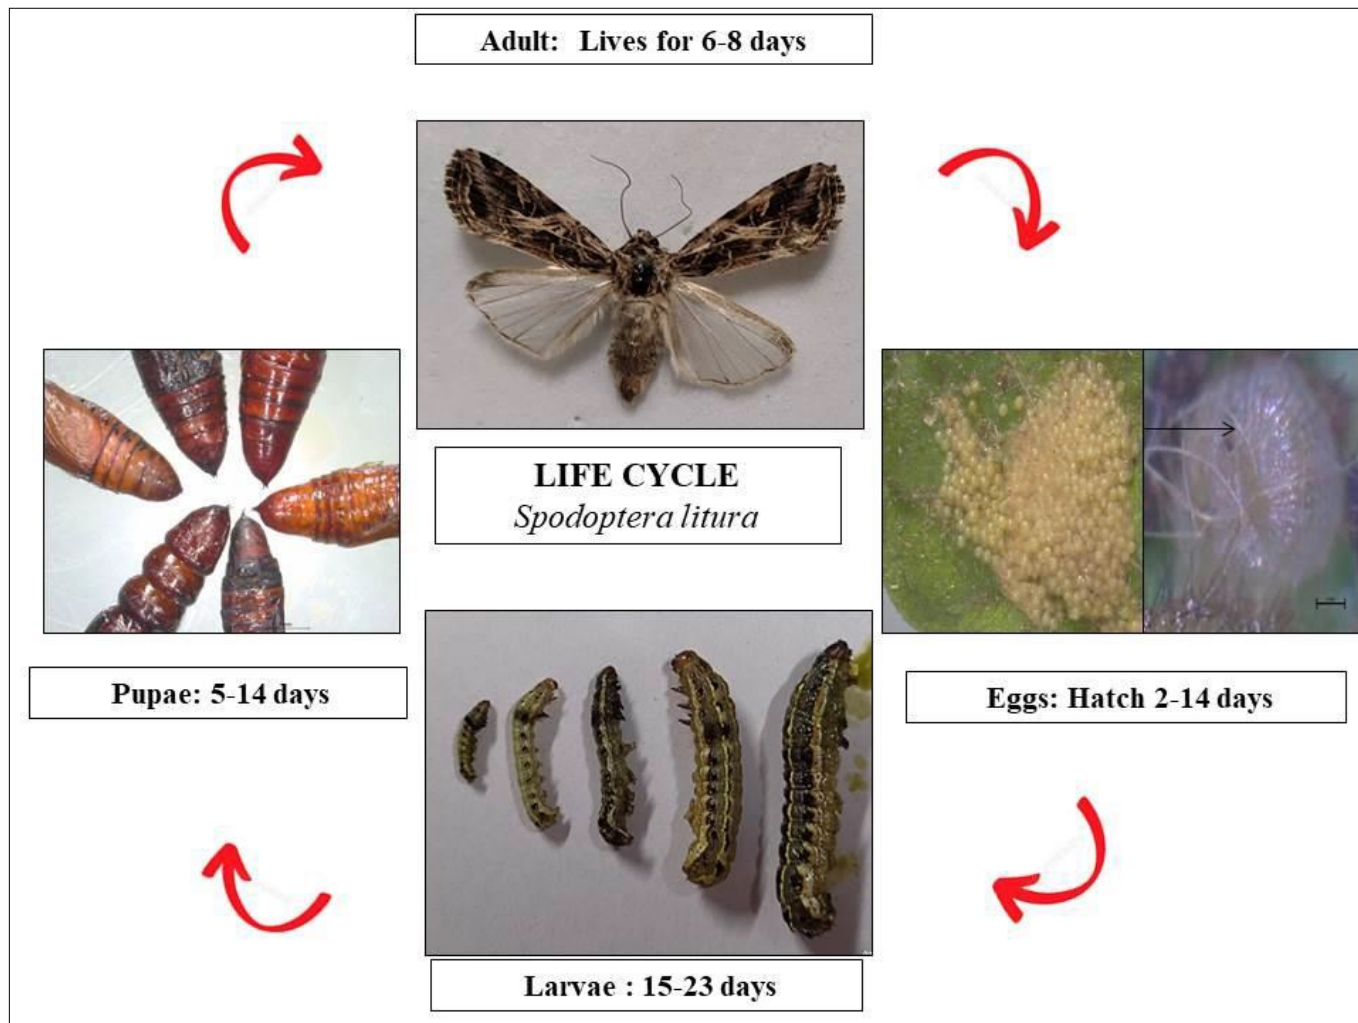 Adult: Lives for 6-8 days
LIFE CYCLE
Spodoptera litura
Pupae: 5-14 days
Eggs: Hatch 2-14 days
Larvae : 15-23 days